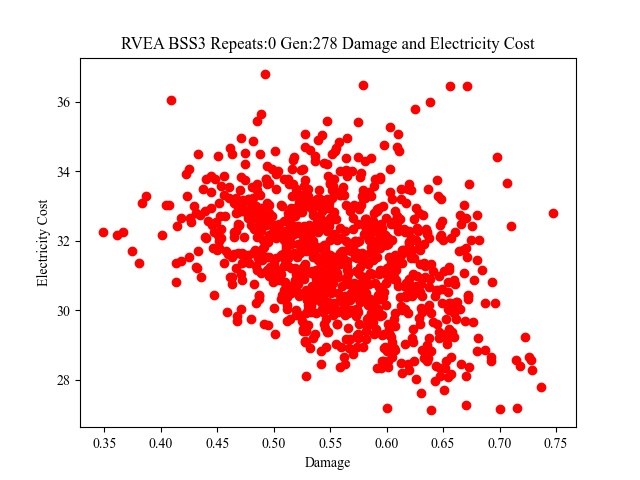 RVEA BSS3 Repeats:0 Gen:278 Damage and Electricity Cost
Electricity Cost
36
34
32
30
28
0.35 0.40 0.45 0.50 0.55 0.60 0.65 0.70 0.75
Damage